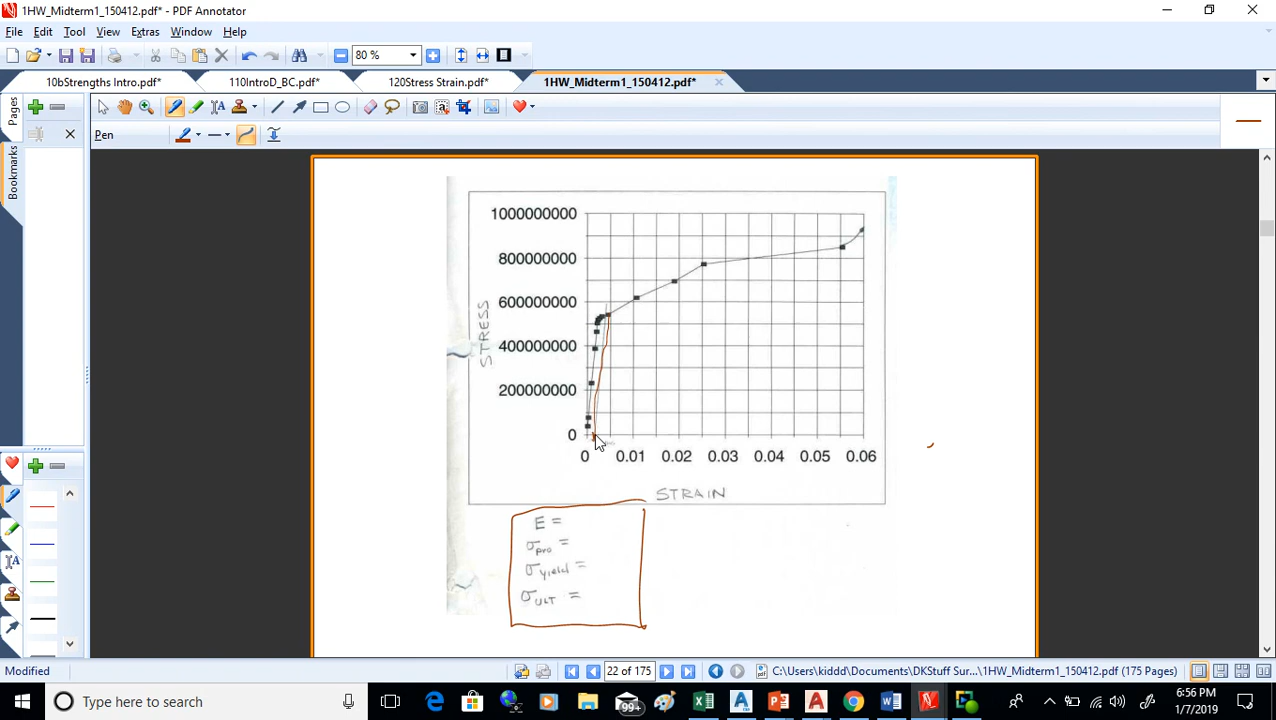 1HW_Midterm1_150412.pdf* - PDF Annotator
File Edit Tool View Extras Window Help
80 %
10bStrengths Intro.pdf* 110IntroD_BC.pdf* 120Stress Strain.pdf* 1HW_Midterm1_150412.pdf*
Pen
Pages
Bookmarks
1000000000
800000000
600000000
400000000
200000000
0
STRESS
0 0.01 0.02 0.03 0.04 0.05 0.06
STRAIN
E =
σpro =
σyield =
σULT =
Modified
22 of 175
C:\Users\kiddd\Documents\DKStuff Sur...\1HW_Midterm1_150412.pdf (175 Pages)
Type here to search
99+
6:56 PM
1/7/2019